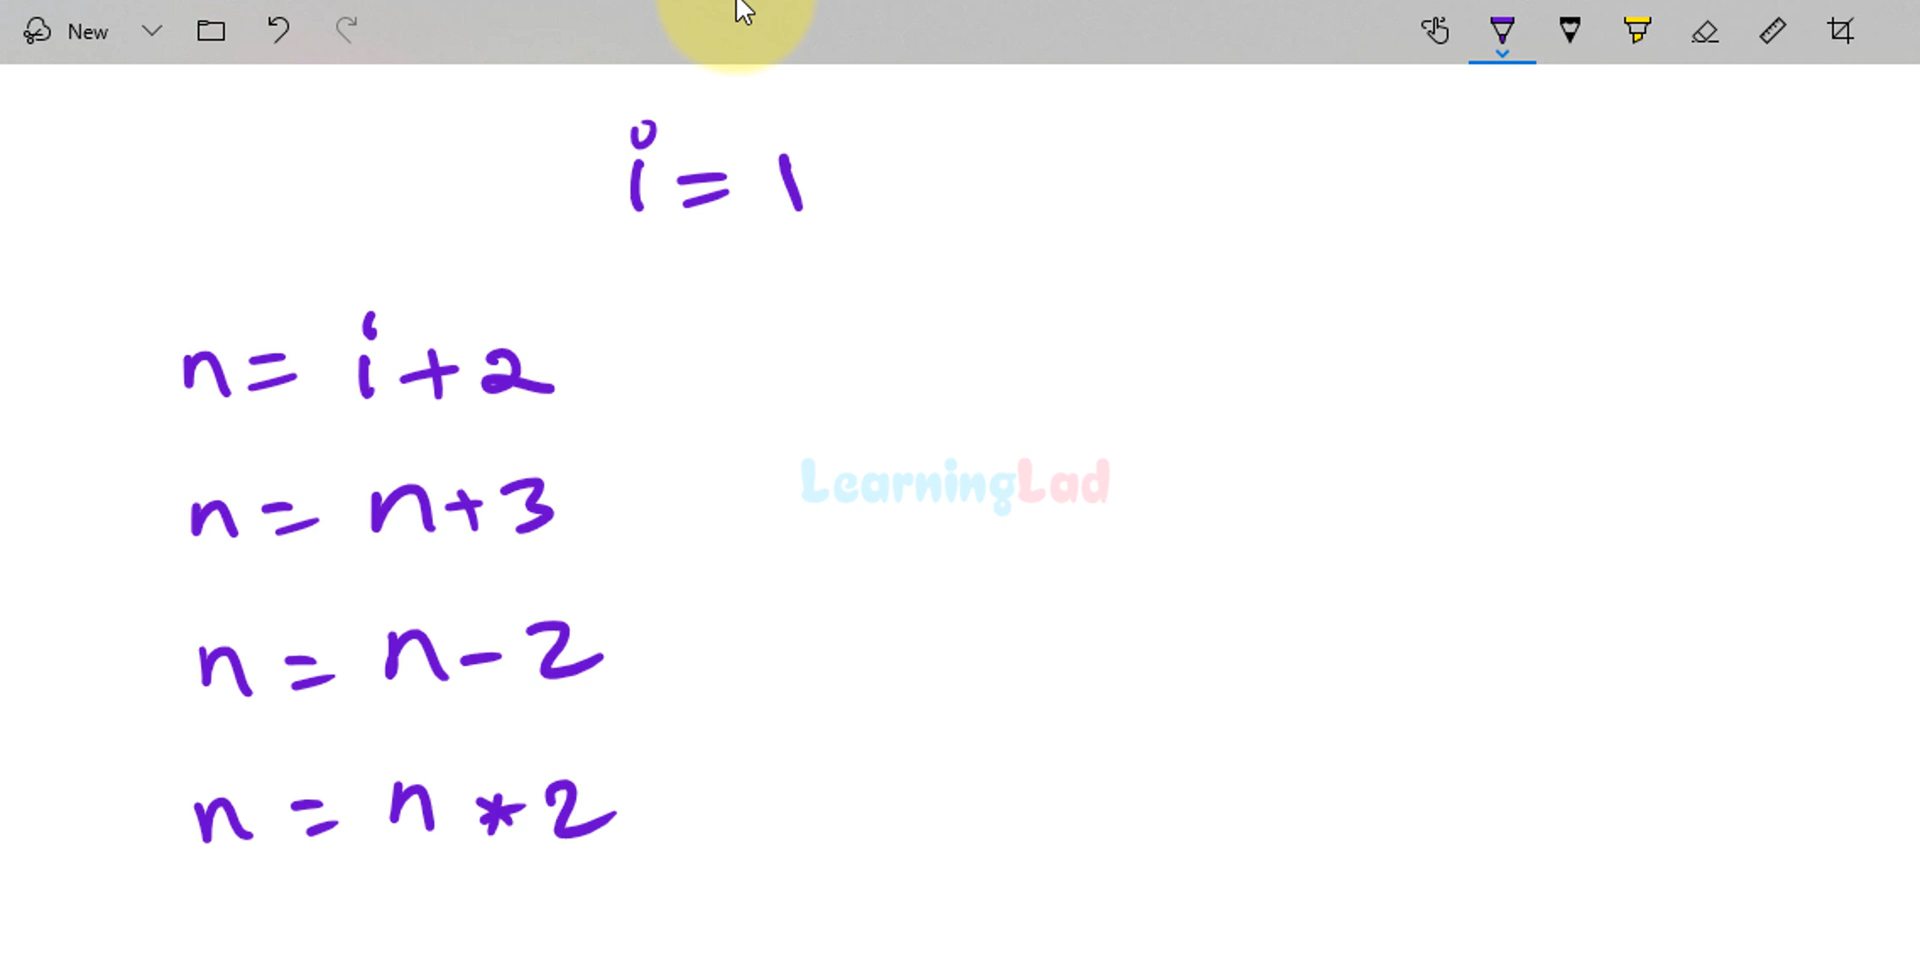 New
i = 1
n = i + 2
n = n + 3
LearningLad
n = n - 2
n = n * 2